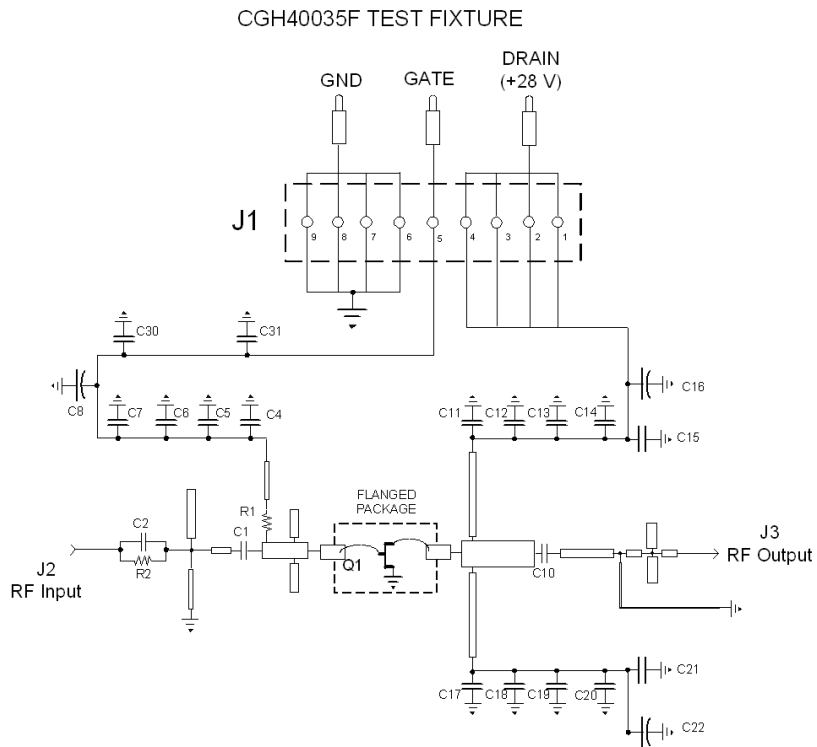 CGH40035F TEST FIXTURE
GND
GATE
DRAIN
(+28 V)
J1
9
8
7
6
5
4
3
2
1
C30
C31
C8
C7
C6
C5
C4
C11
C12
C13
C14
C16
C15
R1
FLANGED
PACKAGE
C2
C1
R2
Q1
C10
J2
RF Input
J3
RF Output
C17
C18
C19
C20
C21
C22